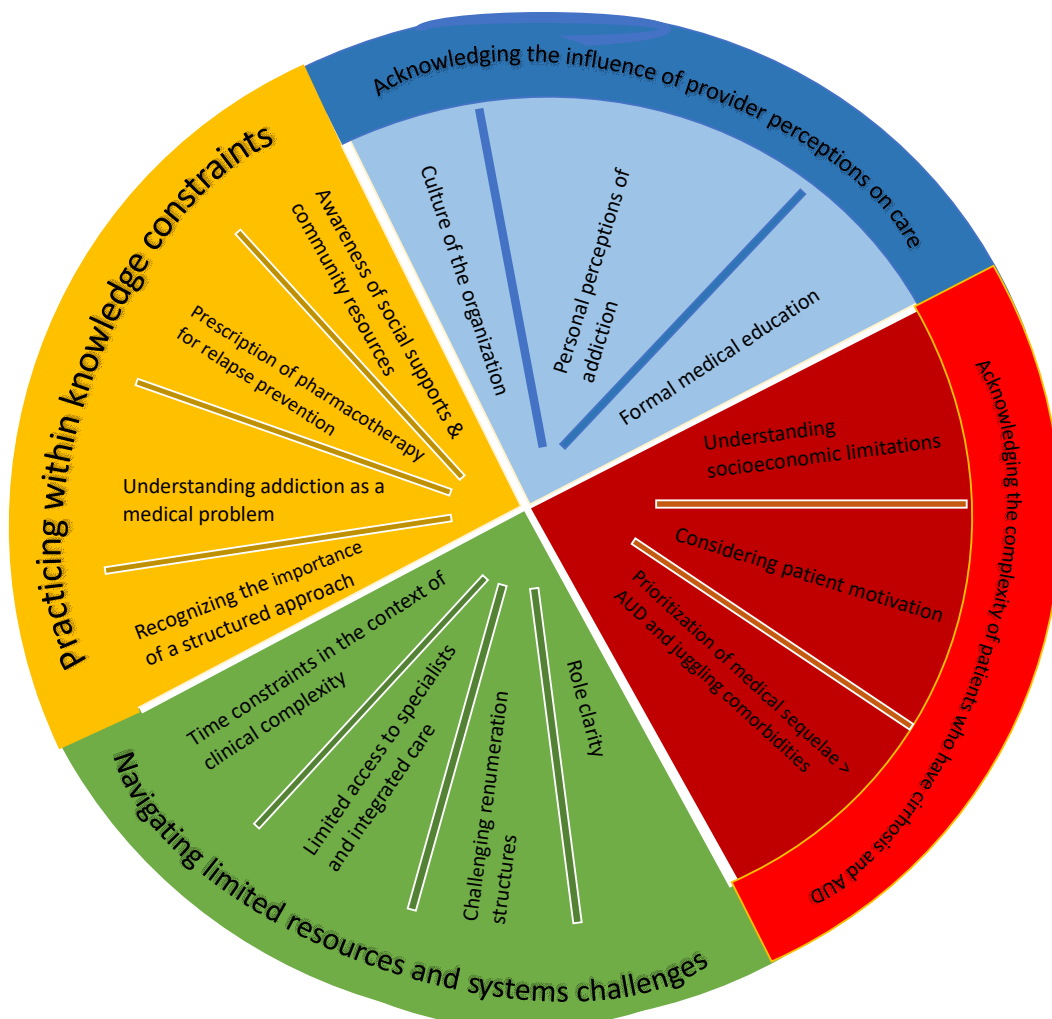 Acknowledging the influence of provider perceptions on care
Culture of the organization
Personal perceptions of
addiction
Formal medical education
Acknowledging the complexity of patients who have cirrhosis and AUD
Understanding
socioeconomic limitations
Considering patient motivation
Prioritization of medical sequelae >
AUD and juggling comorbidities
Navigating limited resources and systems challenges
Role clarity
Challenging renumeration
structures
Limited access to specialists
and integrated care
Time constraints in the context of
clinical complexity
Practicing within knowledge constraints
Recognizing the importance
of a structured approach
Understanding addiction as a
medical problem
Prescription of pharmacotherapy
for relapse prevention
Awareness of social supports &
community resources